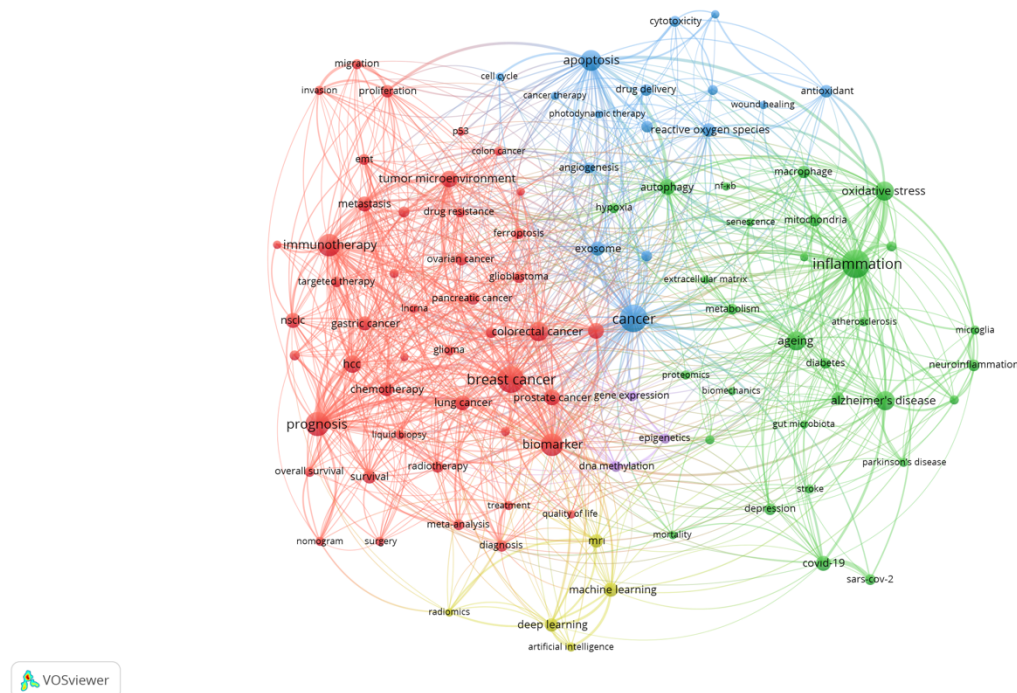 cytotoxicity
apoptosis
migration
cell cycle
invasion
proliferation
drug delivery
antioxidant
cancer therapy
wound healing
photodynamic therapy
p53
reactive oxygen species
colon cancer
emt
angiogenesis
tumor microenvironment
macrophage
autophagy
nf-κb
oxidative stress
metastasis
drug resistance
hypoxia
senescence
mitochondria
ferroptosis
immunotherapy
exosome
ovarian cancer
inflammation
targeted therapy
glioblastoma
extracellular matrix
pancreatic cancer
lncrna
metabolism
nsclc
gastric cancer
cancer
atherosclerosis
colorectal cancer
microglia
ageing
glioma
hcc
diabetes
neuroinflammation
breast cancer
proteomics
chemotherapy
biomechanics
prostate cancer
gene expression
lung cancer
alzheimer's disease
prognosis
gut microbiota
liquid biopsy
biomarker
epigenetics
overall survival
survival
radiotherapy
dna methylation
parkinson's disease
stroke
treatment
quality of life
depression
meta-analysis
mortality
nomogram
surgery
diagnosis
mri
covid-19
sars-cov-2
machine learning
radiomics
deep learning
artificial intelligence
VOSviewer